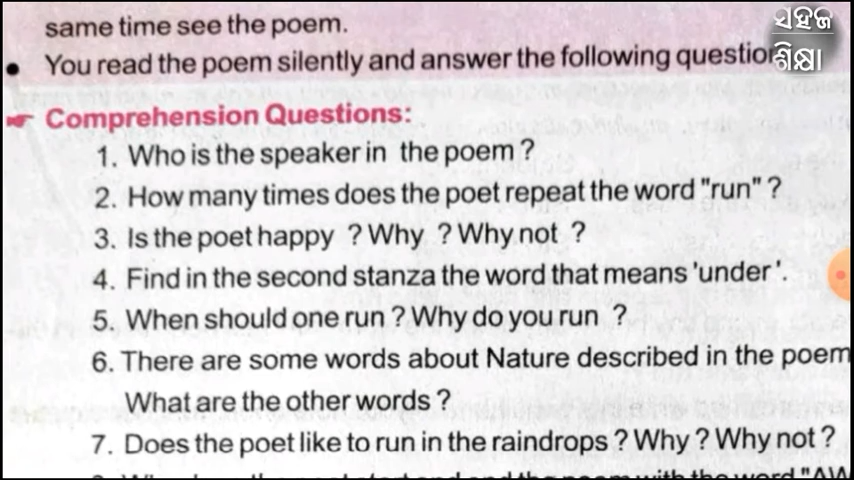 same time see the poem.
ସହଜ
ଶିକ୍ଷା
• You read the poem silently and answer the following
Comprehension Questions:
1. Who is the speaker in the poem ?
2. How many times does the poet repeat the word "run" ?
3. Is the poet happy ? Why ? Why not ?
4. Find in the second stanza the word that means 'under'.
5. When should one run ? Why do you run ?
6. There are some words about Nature described in the poem
What are the other words ?
7. Does the poet like to run in the raindrops ? Why ? Why not ?